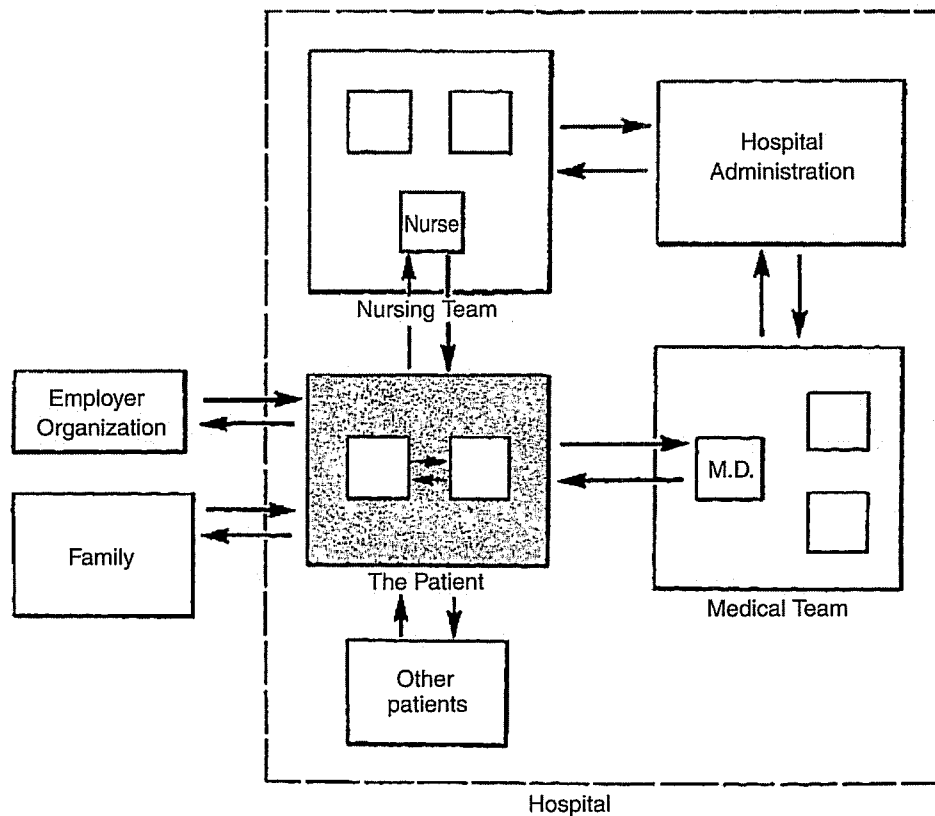 Hospital
Administration
Nurse
Nursing Team
Employer
Organization
M.D.
Family
The Patient
Medical Team
Other
patients
Hospital